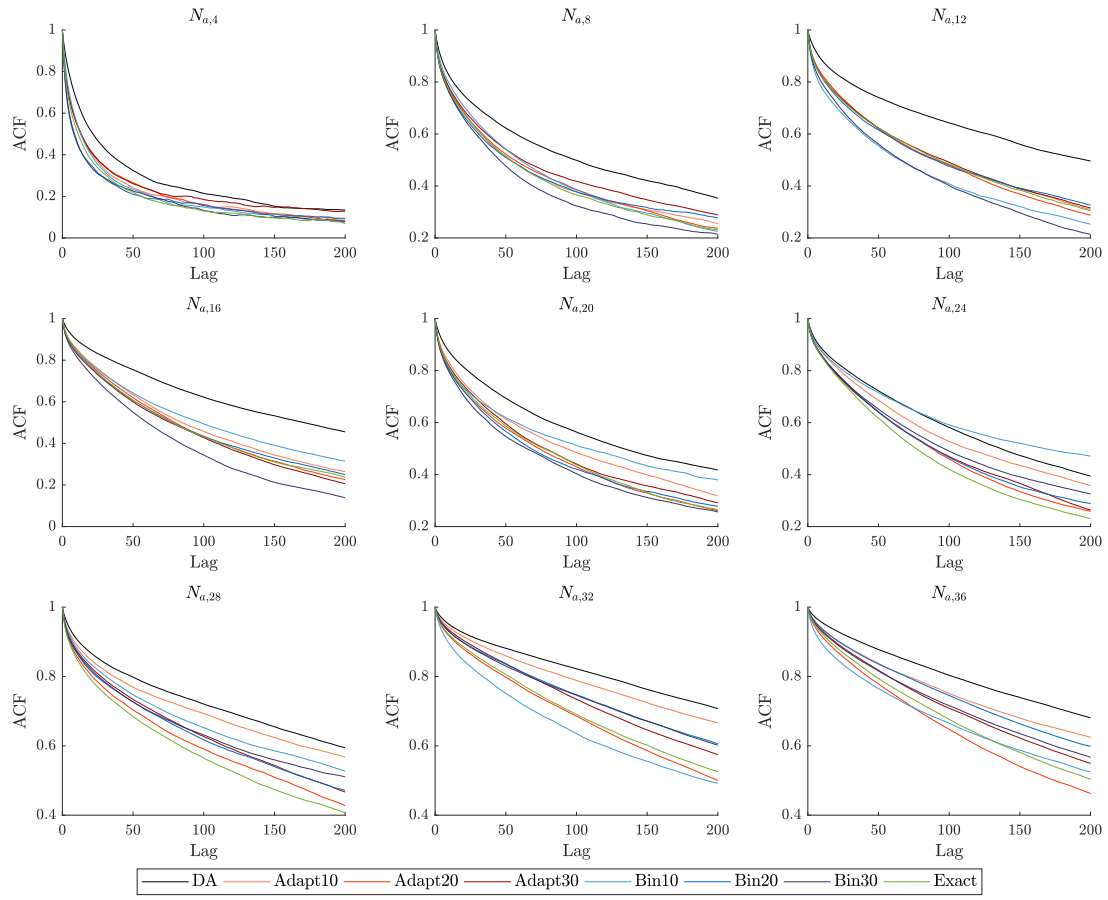 N_{a,4} N_{a,8} N_{a,12}
1 1 1
0.8 0.8 0.8
0.6 0.6 0.6
0.4 0.4 0.4
0.2
0 0.2 0.2
ACF ACF ACF
0 50 100 150 200 0 50 100 150 200 0 50 100 150 200
Lag Lag Lag
N_{a,16} N_{a,20} N_{a,24}
1 1 1
0.8 0.8 0.8
0.6 0.6 0.6
0.4 0.4 0.4
0.2
0 0.2 0.2
ACF ACF ACF
0 50 100 150 200 0 50 100 150 200 0 50 100 150 200
Lag Lag Lag
N_{a,28} N_{a,32} N_{a,36}
1 1 1
0.8 0.8 0.8
0.6 0.6 0.6
0.4 0.4 0.4
ACF ACF ACF
0 50 100 150 200 0 50 100 150 200 0 50 100 150 200
Lag Lag Lag
DA Adapt10 Adapt20 Adapt30 Bin10 Bin20 Bin30 Exact